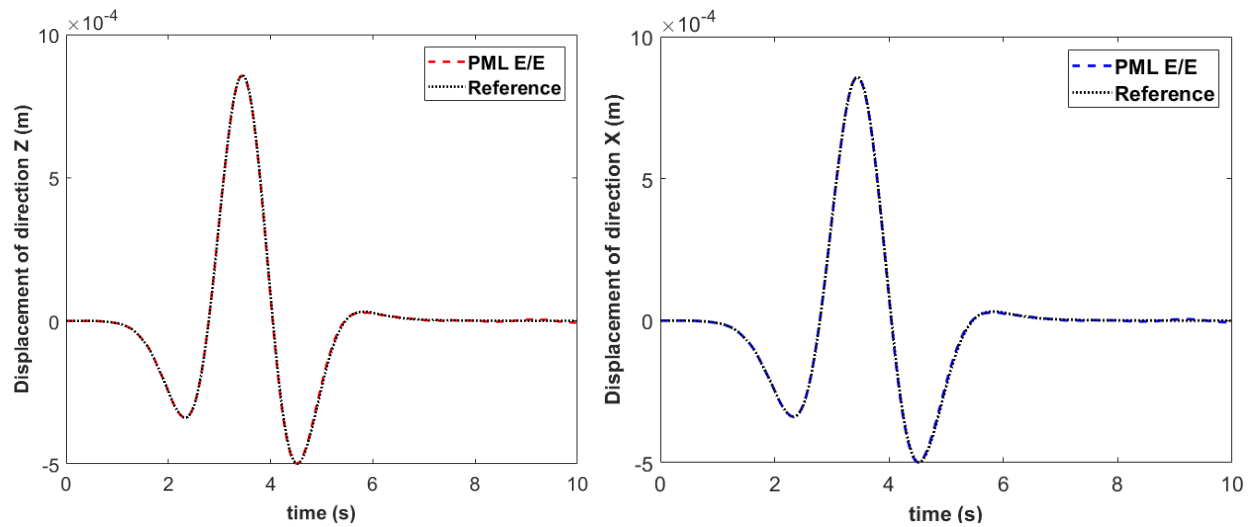 ×10-4
10
5
0
-5
0
2
4
6
8
10
Displacement of direction Z (m)
time (s)
PML E/E
Reference
×10-4
10
5
0
-5
0
2
4
6
8
10
Displacement of direction X (m)
time (s)
PML E/E
Reference